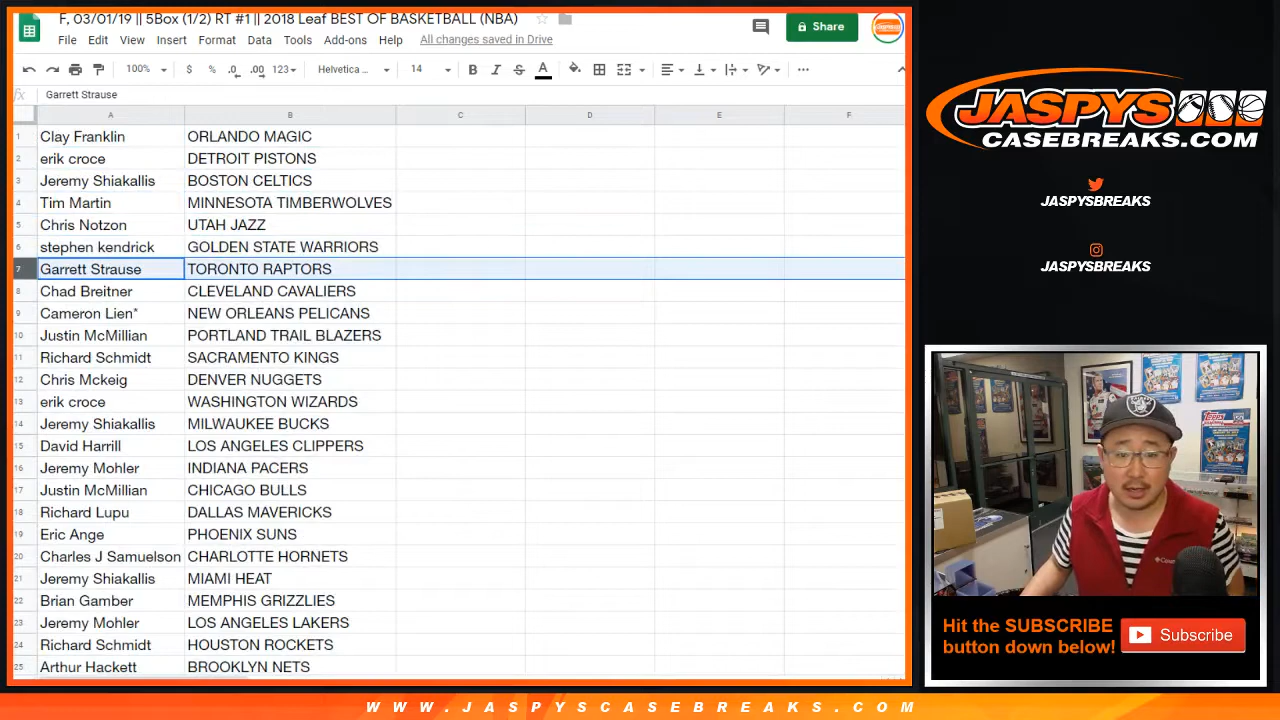 F, 03/01/19 || 5Box (1/2) RT #1 || 2018 Leaf BEST OF BASKETBALL (NBA)
File Edit View Insert Format Data Tools Add-ons Help All changes saved in Drive
Share
100% $ % .0 .00 123 Helvetica ... 14 B I S A
fx Garrett Strause
A B C D E F
1 Clay Franklin ORLANDO MAGIC
2 erik croce DETROIT PISTONS
3 Jeremy Shiakallis BOSTON CELTICS
4 Tim Martin MINNESOTA TIMBERWOLVES
5 Chris Notzon UTAH JAZZ
6 stephen kendrick GOLDEN STATE WARRIORS
7 Garrett Strause TORONTO RAPTORS
8 Chad Breitner CLEVELAND CAVALIERS
9 Cameron Lien* NEW ORLEANS PELICANS
10 Justin McMillian PORTLAND TRAIL BLAZERS
11 Richard Schmidt SACRAMENTO KINGS
12 Chris Mckeig DENVER NUGGETS
13 erik croce WASHINGTON WIZARDS
14 Jeremy Shiakallis MILWAUKEE BUCKS
15 David Harrill LOS ANGELES CLIPPERS
16 Jeremy Mohler INDIANA PACERS
17 Justin McMillian CHICAGO BULLS
18 Richard Lupu DALLAS MAVERICKS
19 Eric Ange PHOENIX SUNS
20 Charles J Samuelson CHARLOTTE HORNETS
21 Jeremy Shiakallis MIAMI HEAT
22 Brian Gamber MEMPHIS GRIZZLIES
23 Jeremy Mohler LOS ANGELES LAKERS
24 Richard Schmidt HOUSTON ROCKETS
25 Arthur Hackett BROOKLYN NETS
JASPYS
CASEBREAKS.COM
JASPYSBREAKS
JASPYSBREAKS
Hit the SUBSCRIBE
button down below!
Subscribe
WWW.JASPYSCASEBREAKS.COM